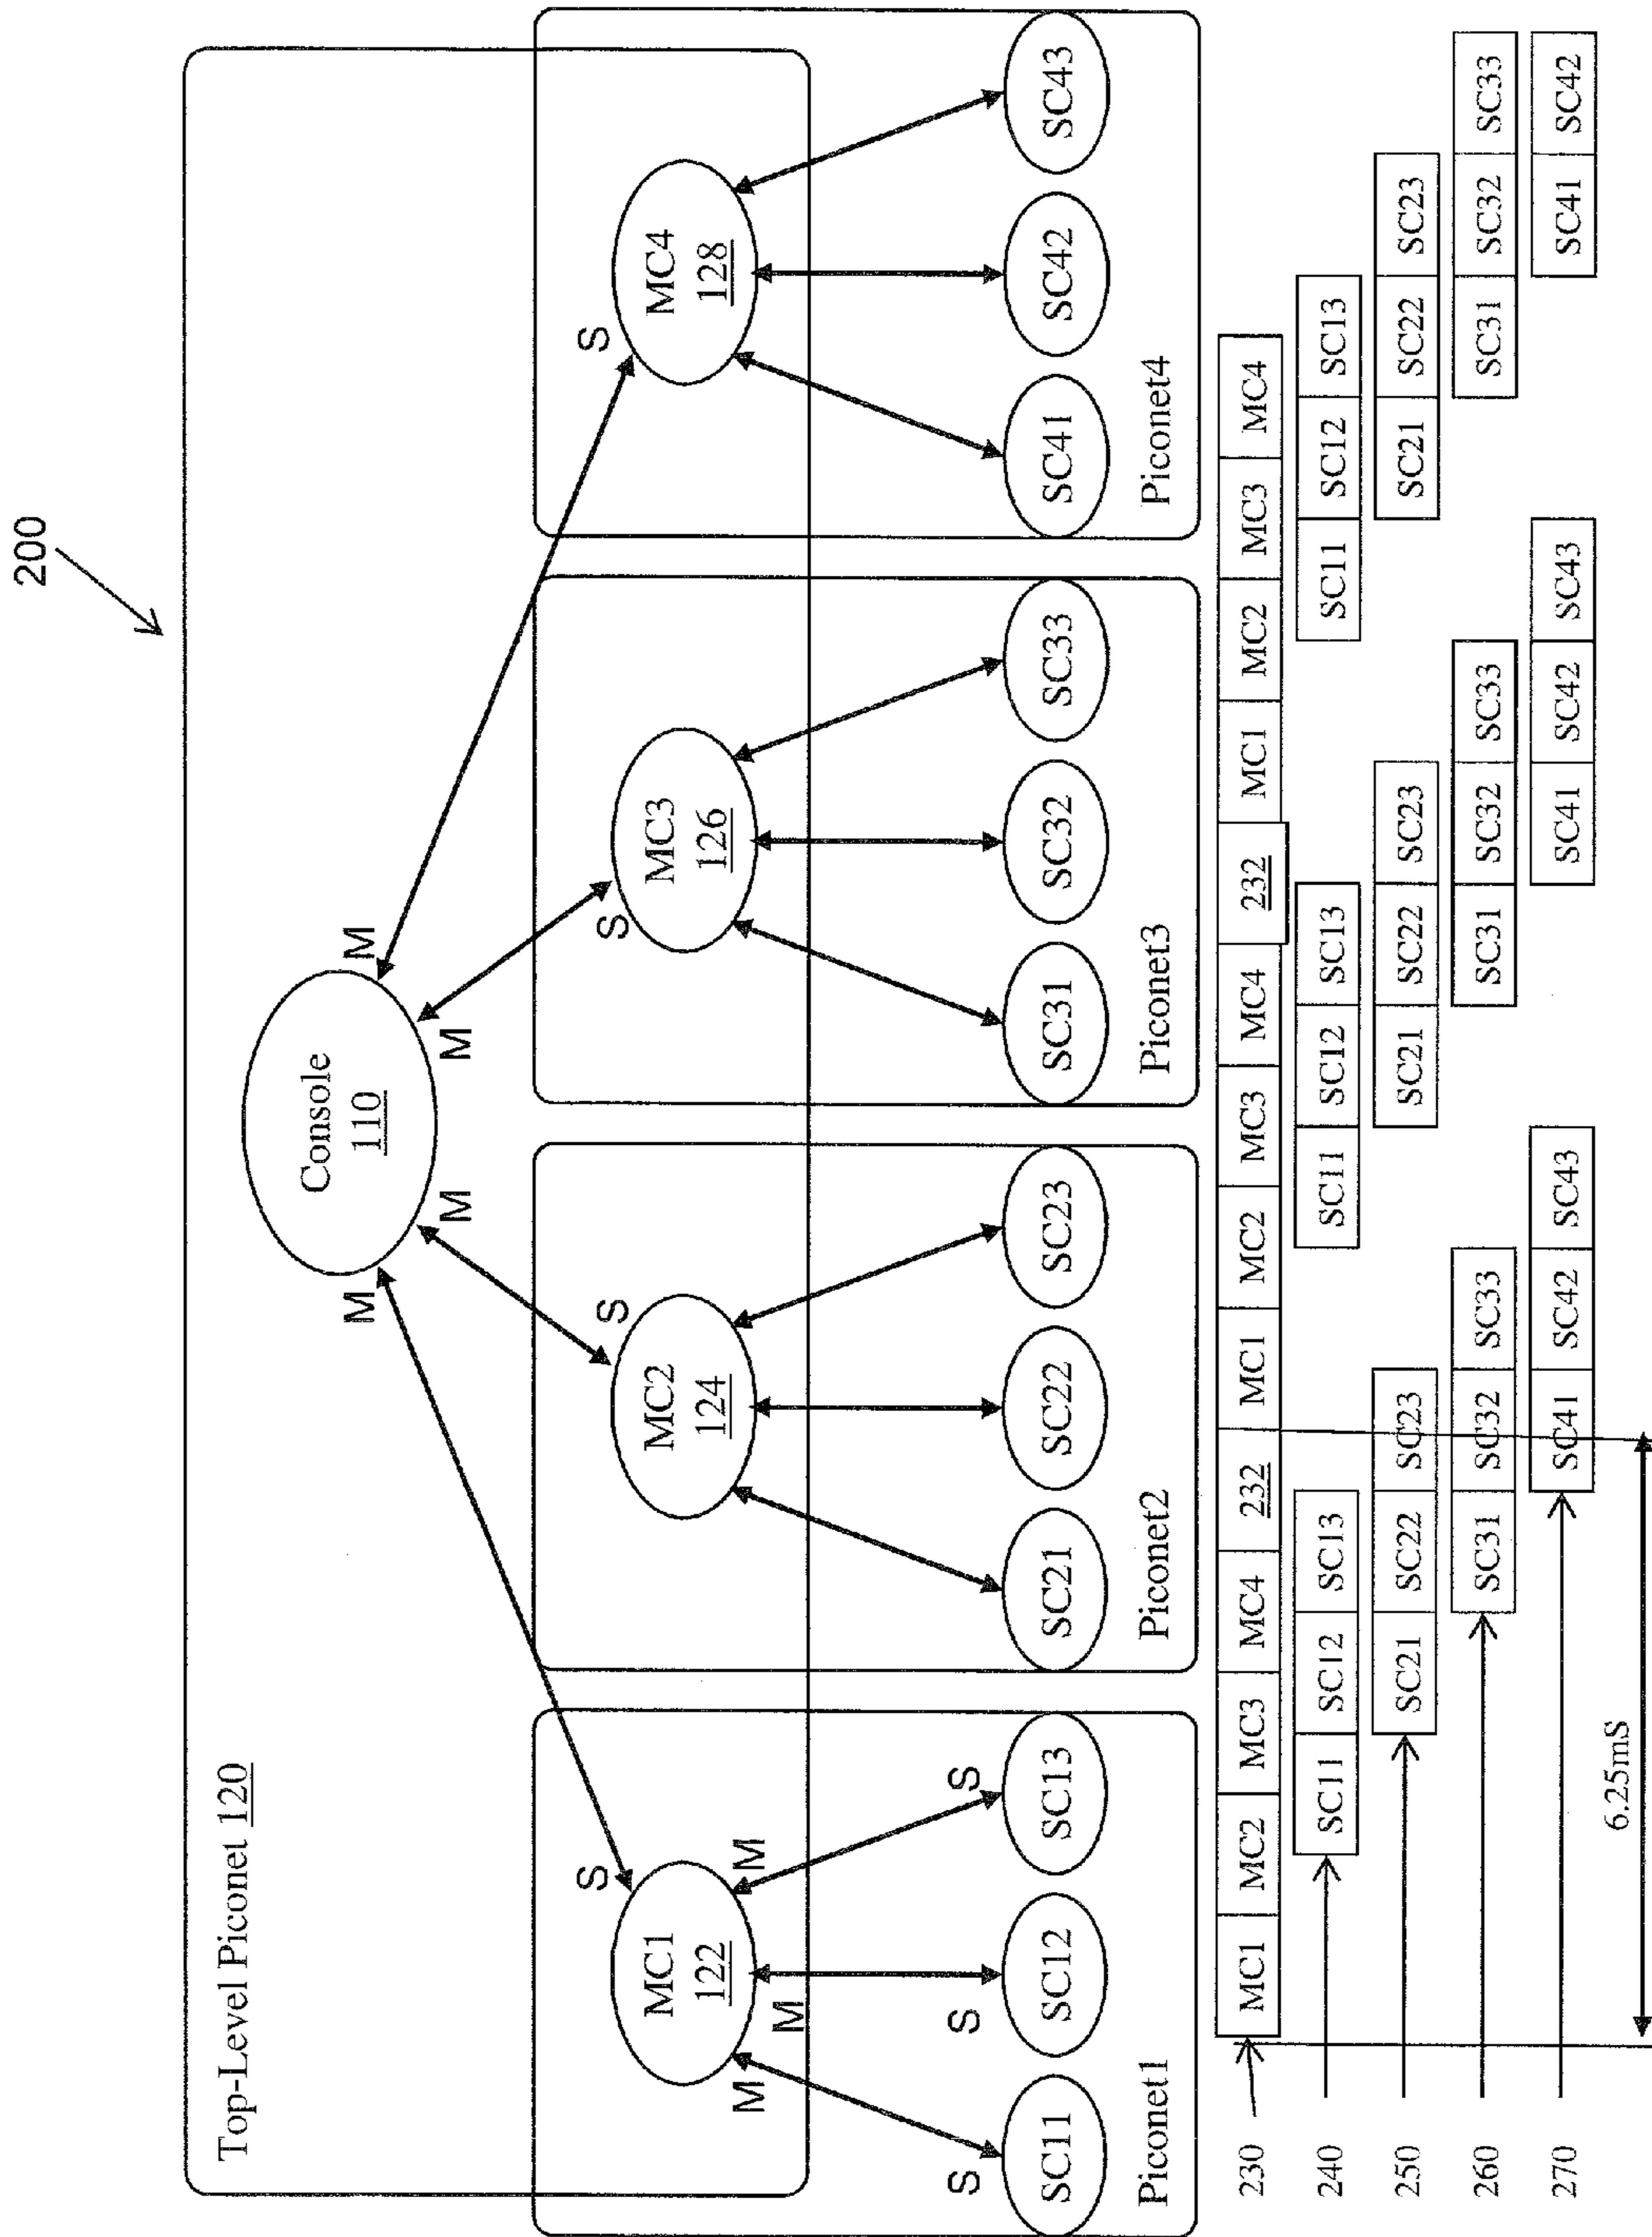 200
Top-Level Piconet 120
Console
110
M
M
M
M
S
S
S
S
MC1
122
MC2
124
MC3
126
MC4
128
M
M
M
S
S
S
SC11
SC12
SC13
SC21
SC22
SC23
SC31
SC32
SC33
SC41
SC42
SC43
Piconet1
Piconet2
Piconet3
Piconet4
230
MC1 MC2 MC3 MC4 232 MC1 MC2 MC3 MC4 232 MC1 MC2 MC3 MC4
240
SC11 SC12 SC13 SC11 SC12 SC13 SC11 SC12 SC13
250
SC21 SC22 SC23 SC21 SC22 SC23 SC21 SC22 SC23
260
SC31 SC32 SC33 SC31 SC32 SC33 SC31 SC32 SC33
270
SC41 SC42 SC43 SC41 SC42 SC43 SC41 SC42
6.25mS